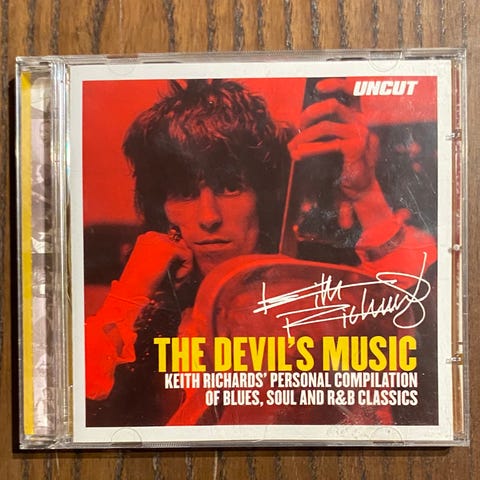 UNCUT
Keith
Richards
THE DEVIL'S MUSIC
KEITH RICHARDS' PERSONAL COMPILATION
OF BLUES, SOUL AND R&B CLASSICS